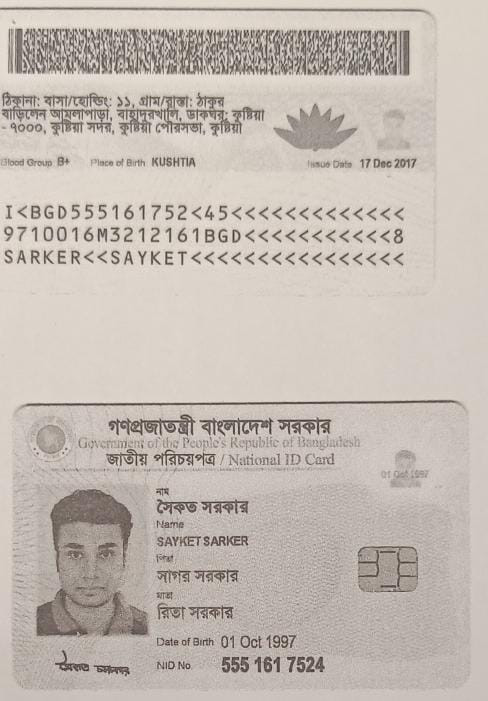 ঠিকানা: বাসা/হোল্ডিং: ১১, গ্রাম/রাস্তা: ঠাকুর
আমলাপাড়া, ডাকঘর: কুষ্টিয়া
- ৭০০০, কুষ্টিয়া সদর, কুষ্টিয়া পৌরসভা, কুষ্টিয়া
Blood Group B+ Place of Birth KUSHTIA Issue Date 17 Dec 2017
I<BGD555161752<45<<<<<<<<<<<<<
9710016M3212161BGD<<<<<<<<<<<8
SARKER<<SAYKET<<<<<<<<<<<<<<<<
গণপ্রজাতন্ত্রী বাংলাদেশ সরকার
Government of the People's Republic of Bangladesh
জাতীয় পরিচয়পত্র / National ID Card
01 Oct 1997
নাম
সৈকত সরকার
Name
SAYKET SARKER
পিতা
সাগর সরকার
মাতা
রিতা সরকার
Date of Birth 01 Oct 1997
NID No. 555 161 7524